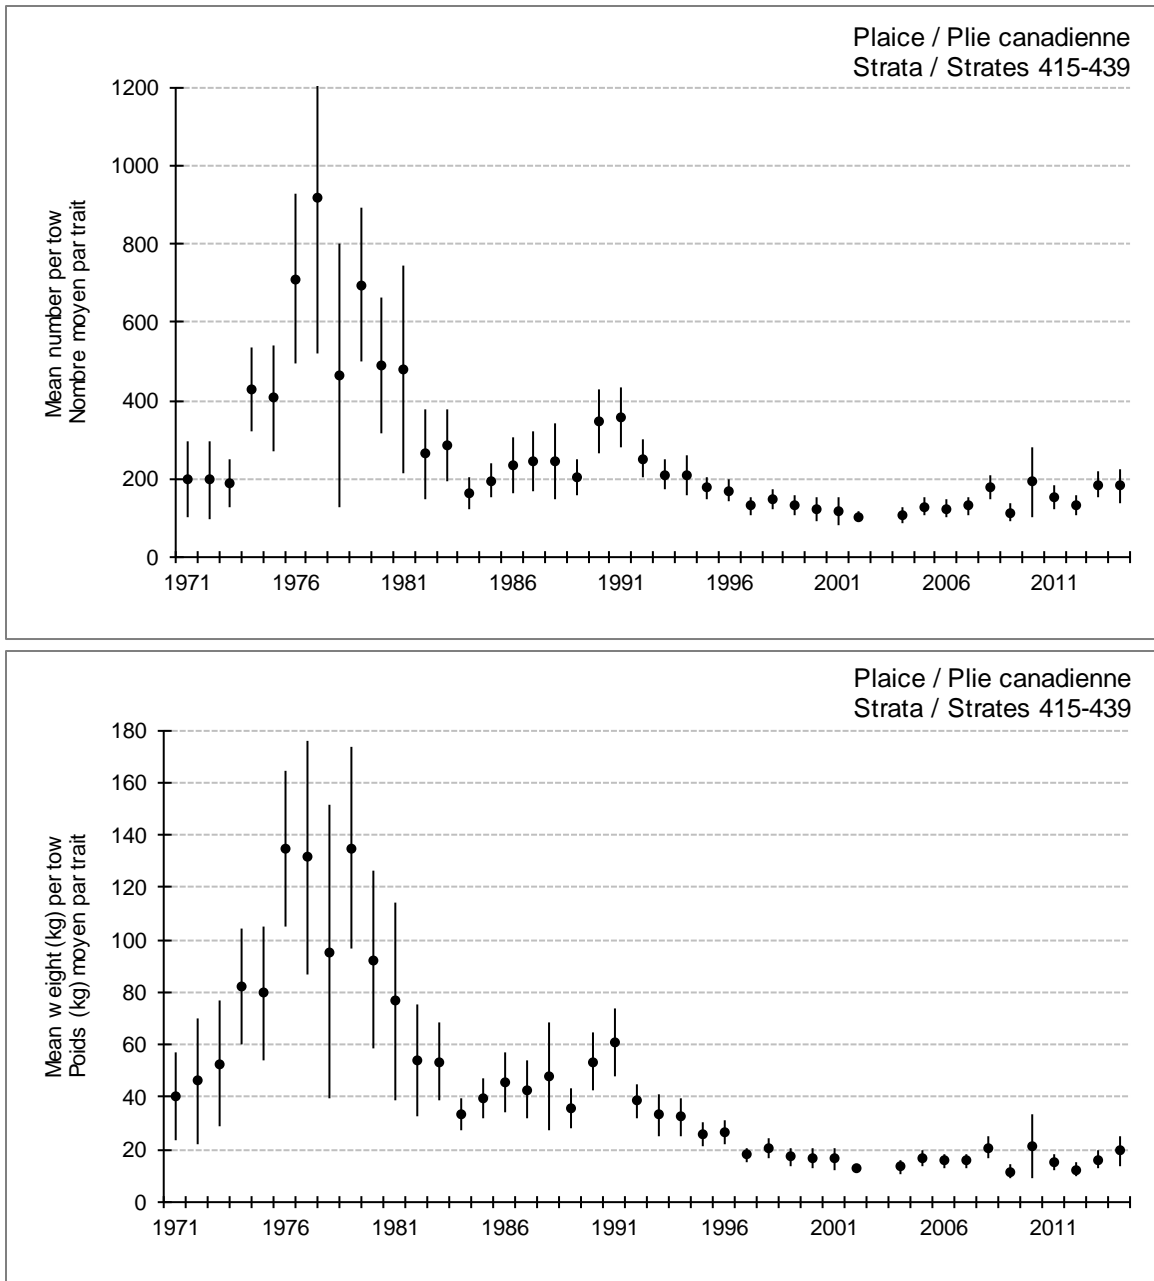 Plaice / Plie canadienne
Strata / Strates 415-439
Mean number per tow
Nombre moyen par trait
1200
1000
800
600
400
200
0
1971 1976 1981 1986 1991 1996 2001 2006 2011
Plaice / Plie canadienne
Strata / Strates 415-439
Mean weight (kg) per tow
Poids (kg) moyen par trait
180
160
140
120
100
80
60
40
20
0
1971 1976 1981 1986 1991 1996 2001 2006 2011